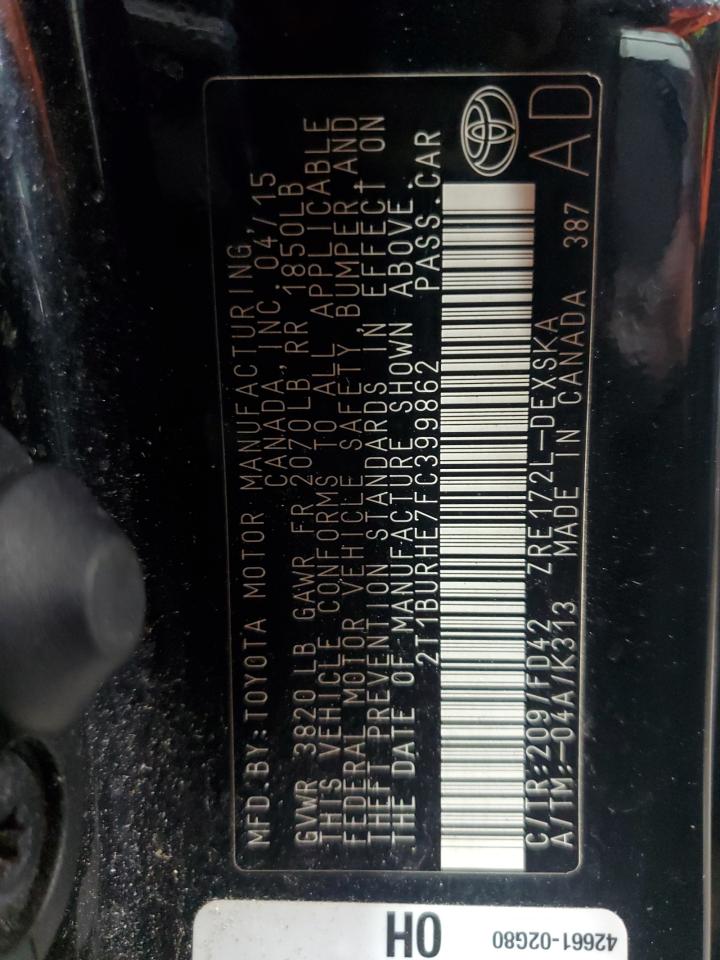 MFD.BY:TOYOTA MOTOR MANUFACTURING,
CANADA, INC.04/15
GVWR 3820 LB GAWR FR 2070LB RR 1850LB
THIS VEHICLE CONFORMS TO ALL APPLICABLE
FEDERAL MOTOR VEHICLE SAFETY, BUMPER,AND
THEFT PREVENTION STANDARDS IN EFFECT ON
THE DATE OF MANUFACTURE SHOWN ABOVE.
2T1BURHE7FC399862 PASS.CAR
C/TR:209/FD42 ZRE172L-DEXSKA
A/TM:-04A/K313 MADE IN CANADA 387 AD
OH
42661-02G80